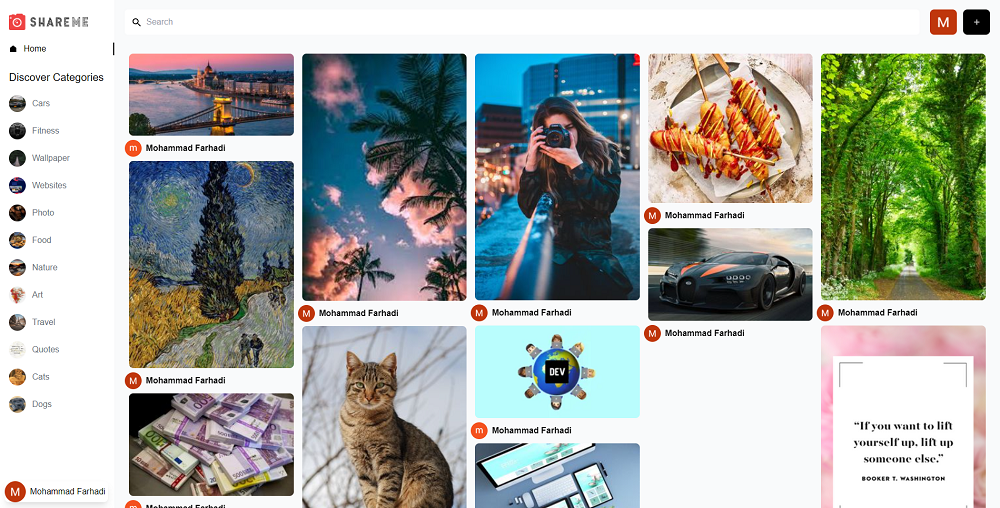 SHAREME
Search
M
+
Home
Discover Categories
Cars
Fitness
Wallpaper
Websites
Photo
Food
Nature
Art
Travel
Quotes
Cats
Dogs
M Mohammad Farhadi
m Mohammad Farhadi
M Mohammad Farhadi
m Mohammad Farhadi
M Mohammad Farhadi
M Mohammad Farhadi
DEV
m Mohammad Farhadi
M Mohammad Farhadi
M Mohammad Farhadi
M Mohammad Farhadi
“If you want to lift
yourself up, lift up
someone else.”
BOOKER T. WASHINGTON